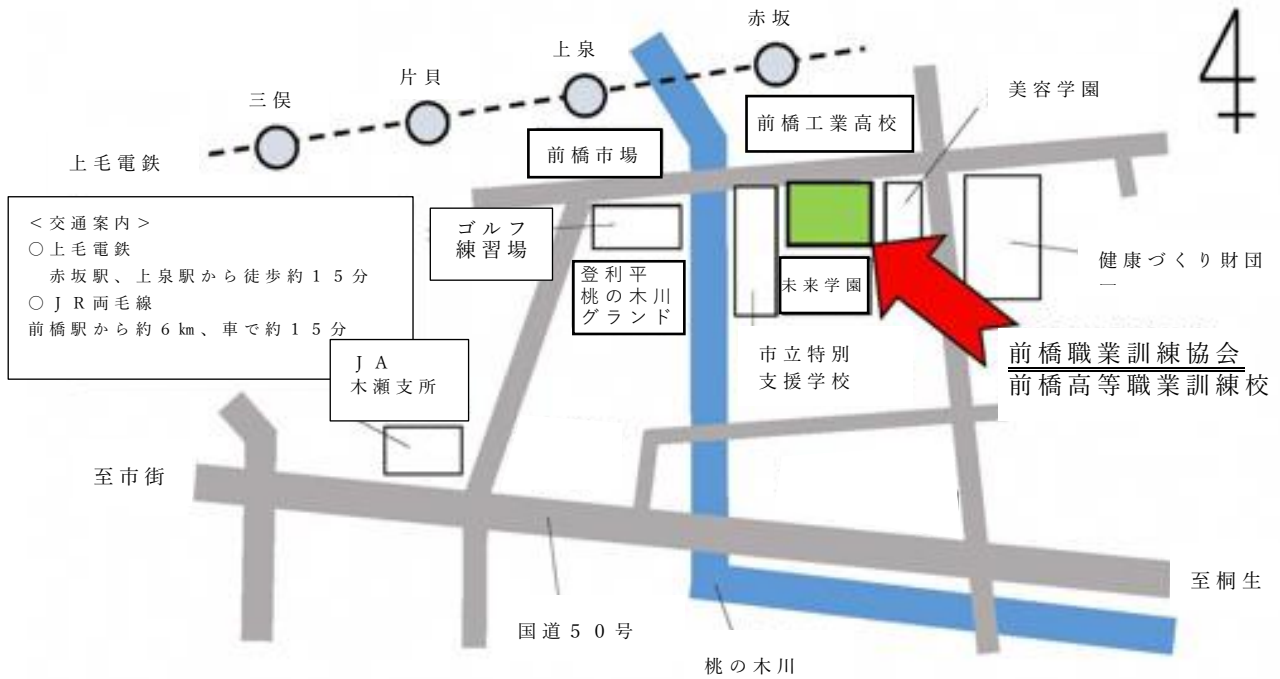 赤坂
上泉
片貝
三俣
上毛電鉄
美容学園
前橋工業高校
前橋市場
＜交通案内＞
○上毛電鉄
赤坂駅、上泉駅から徒歩約１５分
○ＪＲ両毛線
前橋駅から約６㎞、車で約１５分
ゴルフ
練習場
登利平
桃の木川
グランド
未来学園
健康づくり財団
市立特別
支援学校
前橋職業訓練協会
前橋高等職業訓練校
ＪＡ
木瀬支所
至市街
至桐生
国道５０号
桃の木川